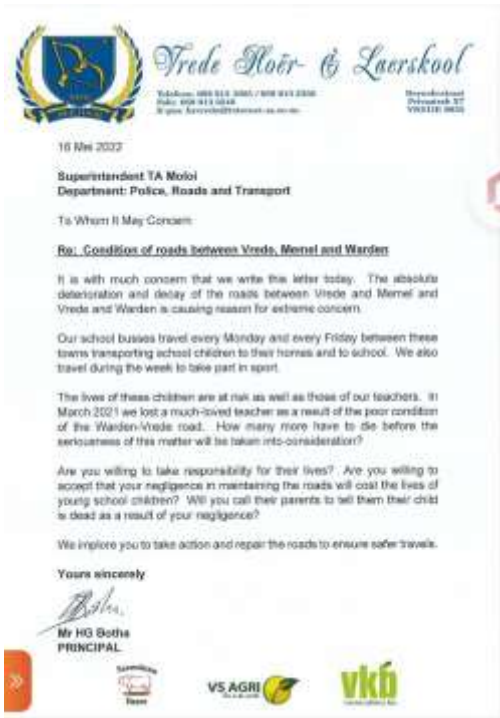 Vrede Hoër- & Laerskool
16 Mei 2022
Superintendent TA Moloi
Department: Police, Roads and Transport
To Whom It May Concern
Re: Condition of roads between Vrede, Memel and Warden
It is with much concern that we write this letter today. The absolute
deterioration and decay of the roads between Vrede and Memel and
Vrede and Warden is causing reason for extreme concern.
Our school busses travel every Monday and every Friday between these
towns transporting school children to their homes and to school. We also
travel during the week to take part in sport.
The lives of these children are at risk as well as those of our teachers. In
March 2021 we lost a much-loved teacher as a result of the poor condition
of the Warden-Vrede road. How many more have to die before the
seriousness of this matter will be taken into consideration?
Are you willing to take responsibility for their lives? Are you willing to
accept that your negligence in maintaining the roads will cost the lives of
young school children? Will you call their parents to tell them their child
is dead as a result of your negligence?
We implore you to take action and repair the roads to ensure safer travels.
Yours sincerely
Mr HG Botha
PRINCIPAL
VS AGRI
vkb